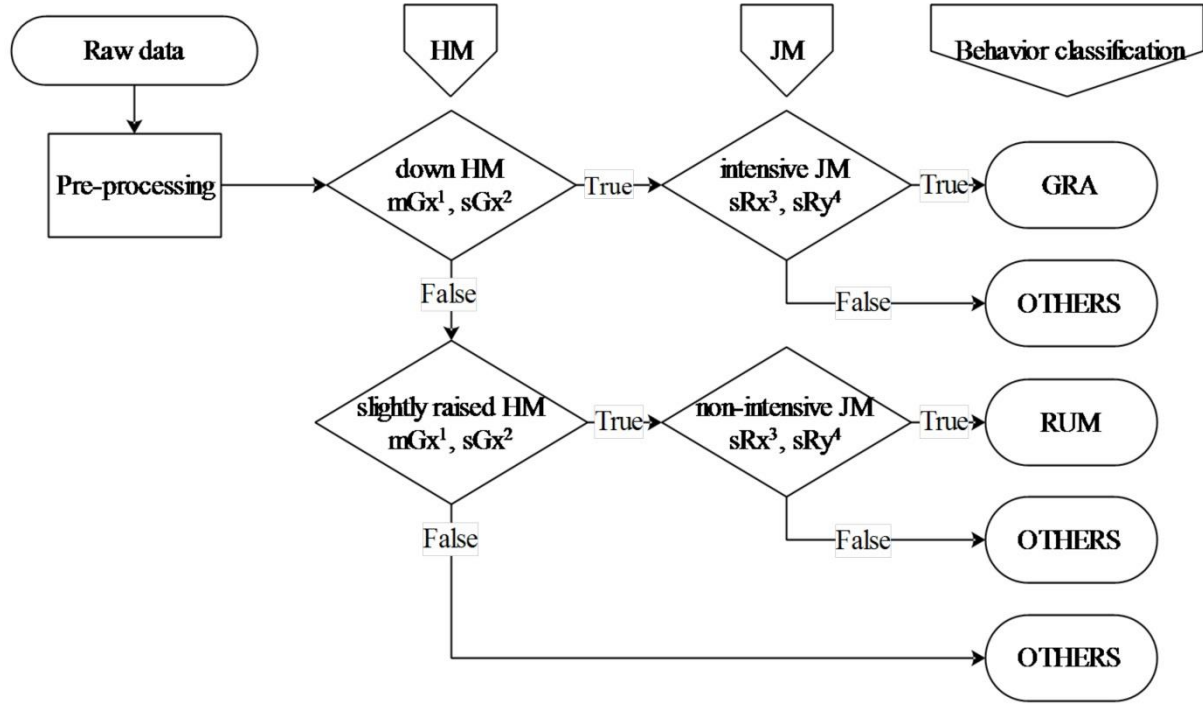 Raw data
HM
JM
Behavior classification
Pre-processing
down HM
mGx¹, sGx²
True
intensive JM
sRx³, sRy⁴
True
GRA
False
False
OTHERS
slightly raised HM
mGx¹, sGx²
True
non-intensive JM
sRx³, sRy⁴
True
RUM
False
False
OTHERS
OTHERS